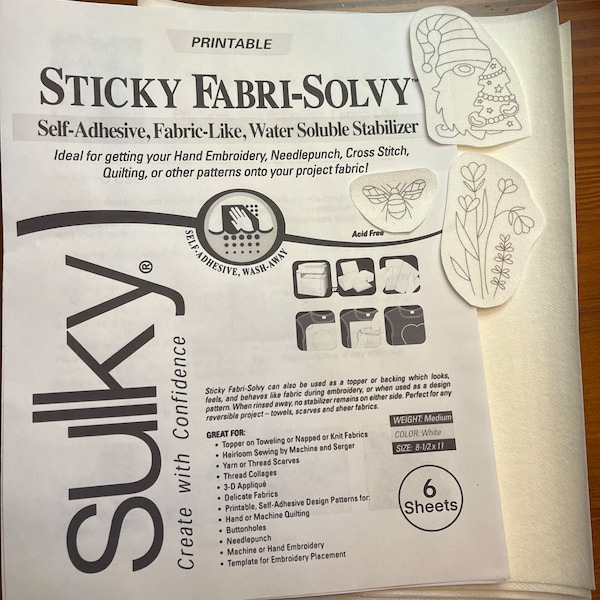 PRINTABLE
STICKY FABRI-SOLVY™
Self-Adhesive, Fabric-Like, Water Soluble Stabilizer
Ideal for getting your Hand Embroidery, Needlepunch, Cross Stitch,
Quilting, or other patterns onto your project fabric!
Acid Free
SELF-ADHESIVE, WASH-AWAY
sulky®
Create with Confidence
Sticky Fabri-Solvy can also be used as a topper or backing which looks,
feels, and behaves like fabric during embroidery, or when used as a design
pattern. When rinsed away, no stabilizer remains on either side. Perfect for any
reversible project – towels, scarves and sheer fabrics.
GREAT FOR:
• Topper on Toweling or Napped or Knit Fabrics
• Heirloom Sewing by Machine and Serger
• Yarn or Thread Scarves
• Thread Collages
• 3-D Appliqué
• Delicate Fabrics
• Printable, Self-Adhesive Design Patterns for:
• Hand or Machine Quilting
• Buttonholes
• Needlepunch
• Machine or Hand Embroidery
• Template for Embroidery Placement
WEIGHT: Medium
COLOR: White
SIZE: 8-1/2 x 11
6
Sheets